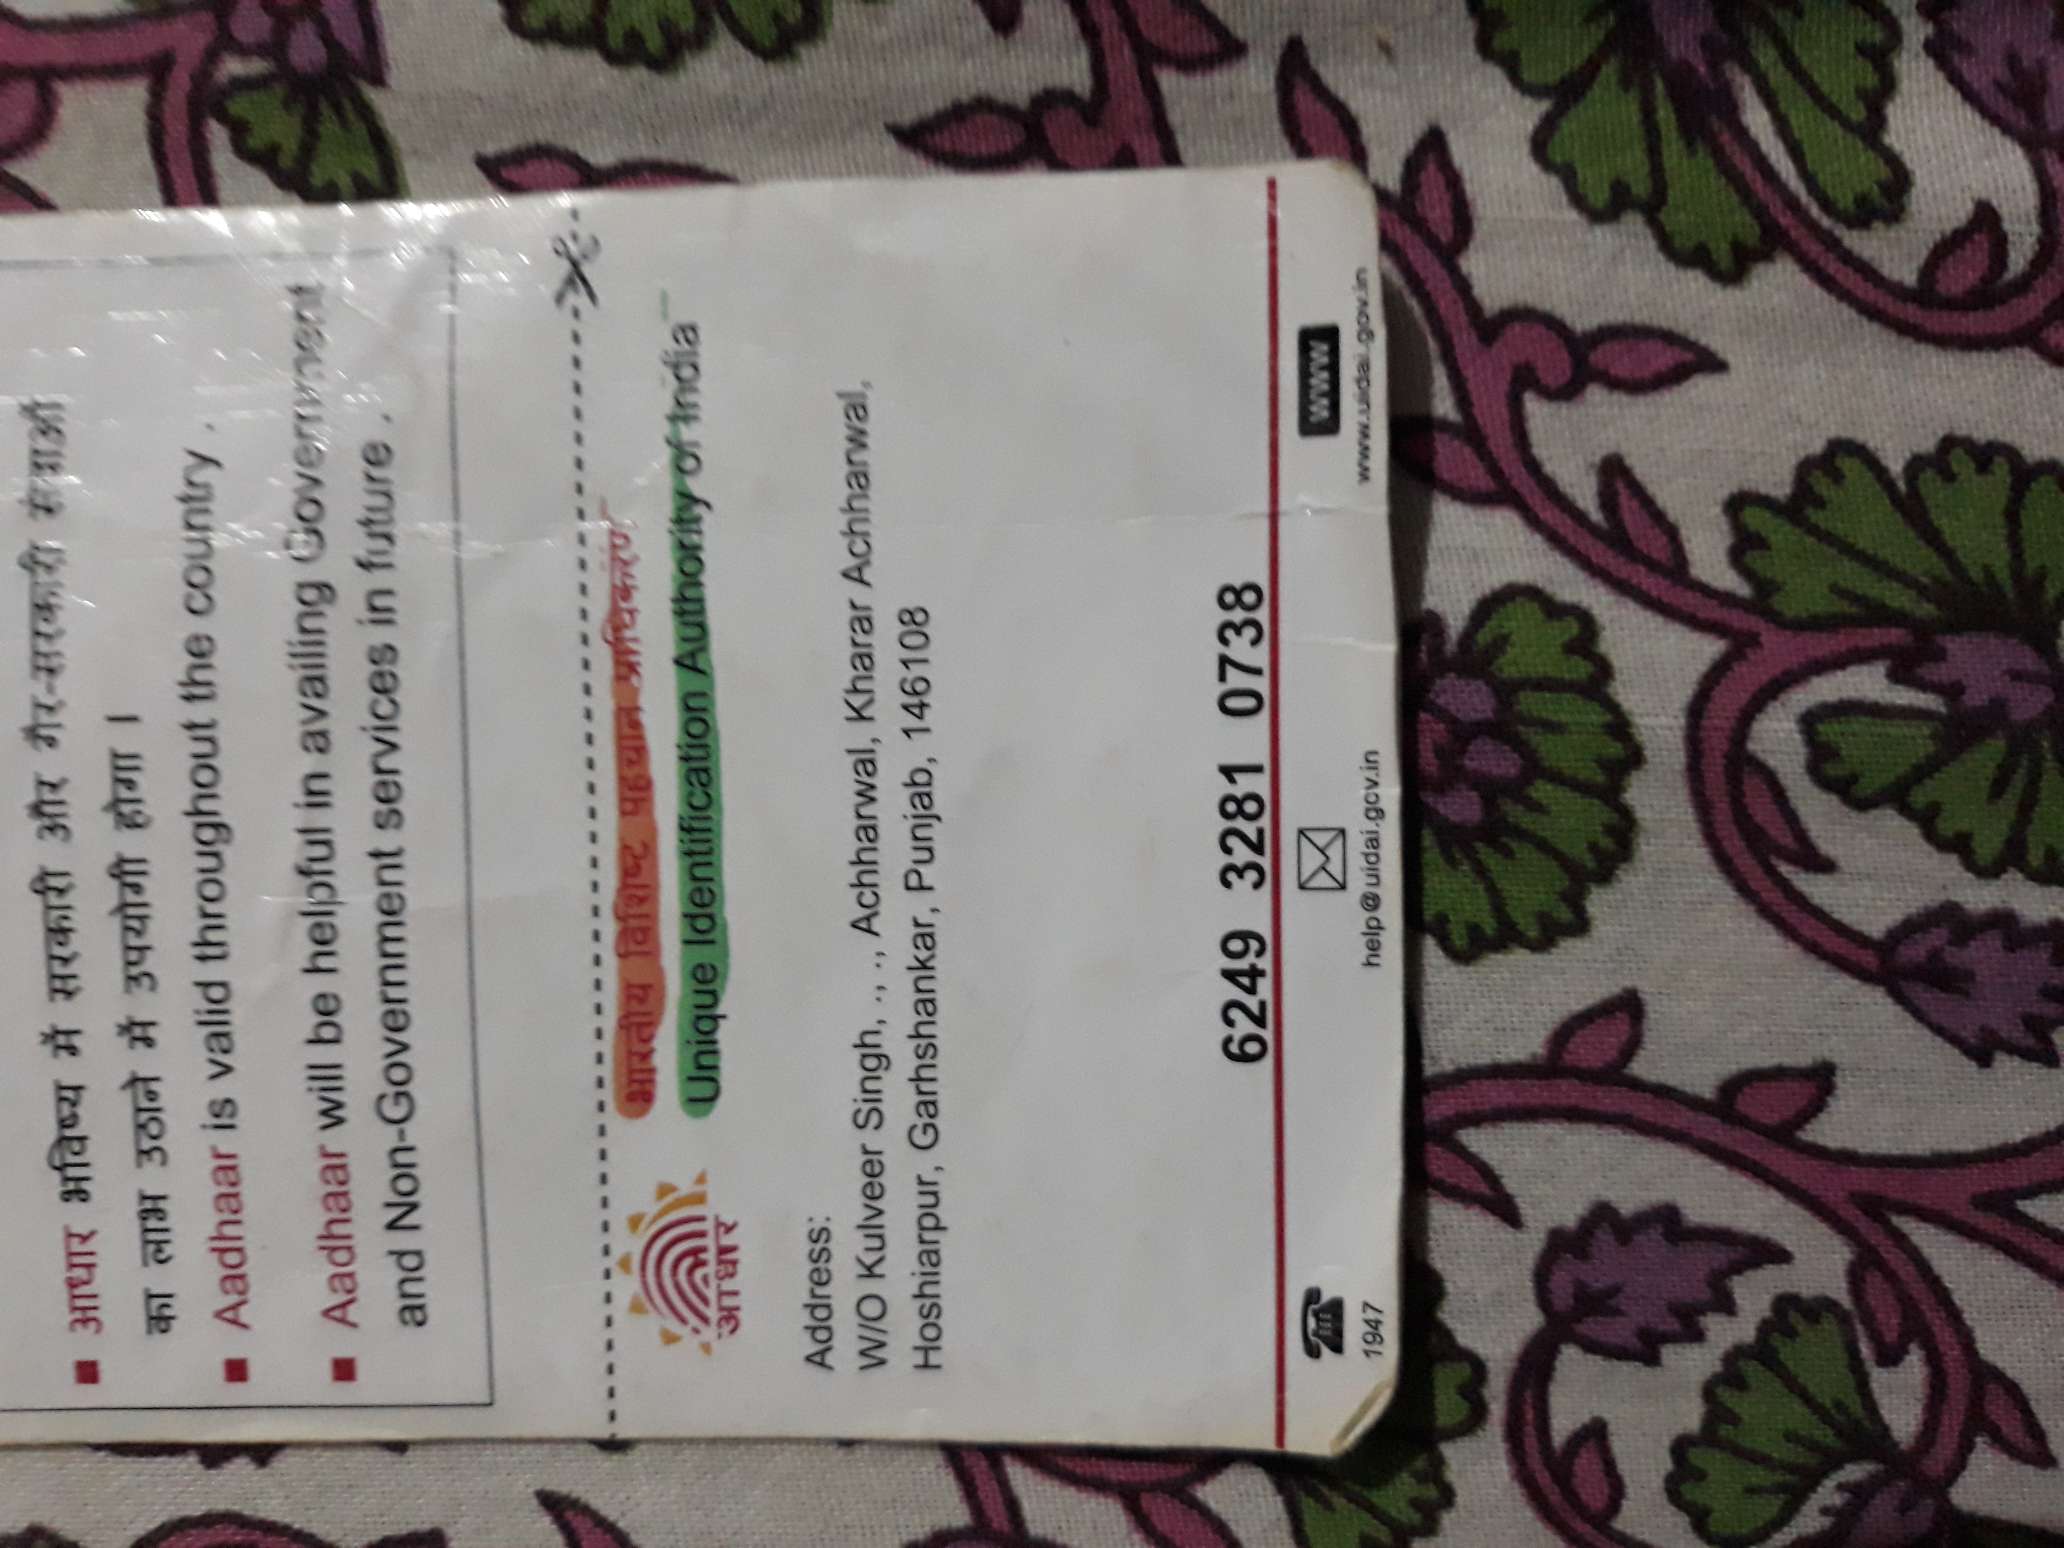 आधार भविष्य में सरकारी और गैर-सरकारी सेवाओं
का लाभ उठाने में उपयोगी होगा ।
Aadhaar is valid throughout the country .
Aadhaar will be helpful in availing Government
and Non-Government services in future .
भारतीय विशिष्ट पहचान प्राधिकरण
Unique Identification Authority of India
आधार
Address:
W/O Kulveer Singh, ., ., Achharwal, Kharar Achharwal,
Hoshiarpur, Garhshankar, Punjab, 146108
6249 3281 0738
1947
help@uidai.gov.in
www
www.uidai.gov.in